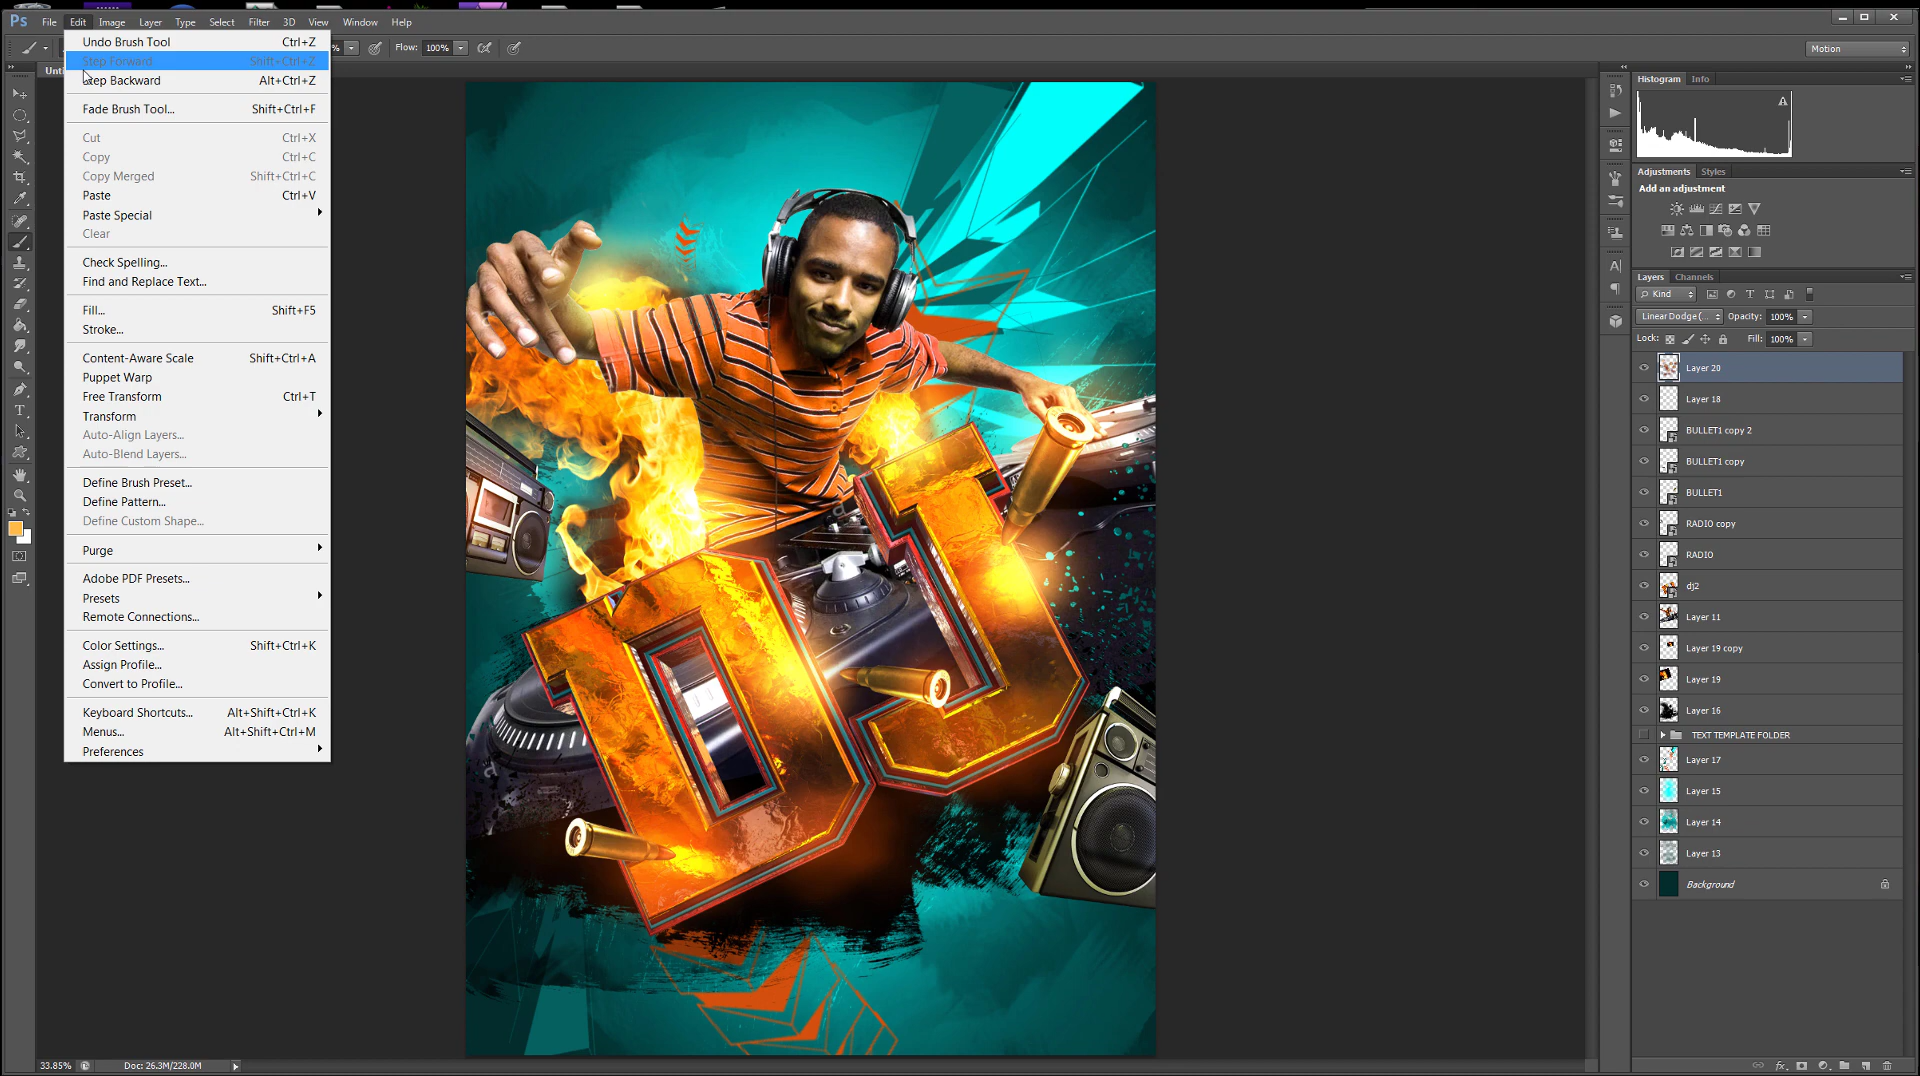 Ps File Edit Image Layer Type Select Filter 3D View Window Help
% Flow: 100% Motion
Undo Brush Tool Ctrl+Z
Step Forward Shift+Ctrl+Z
Step Backward Alt+Ctrl+Z
Fade Brush Tool... Shift+Ctrl+F
Cut Ctrl+X
Copy Ctrl+C
Copy Merged Shift+Ctrl+C
Paste Ctrl+V
Paste Special
Clear
Check Spelling...
Find and Replace Text...
Fill... Shift+F5
Stroke...
Content-Aware Scale Shift+Ctrl+A
Puppet Warp
Free Transform Ctrl+T
Transform
Auto-Align Layers...
Auto-Blend Layers...
Define Brush Preset...
Define Pattern...
Define Custom Shape...
Purge
Adobe PDF Presets...
Presets
Remote Connections...
Color Settings... Shift+Ctrl+K
Assign Profile...
Convert to Profile...
Keyboard Shortcuts... Alt+Shift+Ctrl+K
Menus... Alt+Shift+Ctrl+M
Preferences
DJ
Histogram Info
Adjustments Styles
Add an adjustment
Layers Channels
Kind
Linear Dodge (... Opacity: 100%
Lock: Fill: 100%
Layer 20
Layer 18
BULLET1 copy 2
BULLET1 copy
BULLET1
RADIO copy
RADIO
dj2
Layer 11
Layer 19 copy
Layer 19
Layer 16
TEXT TEMPLATE FOLDER
Layer 17
Layer 15
Layer 14
Layer 13
Background
33.85% Doc: 26.3M/228.0M